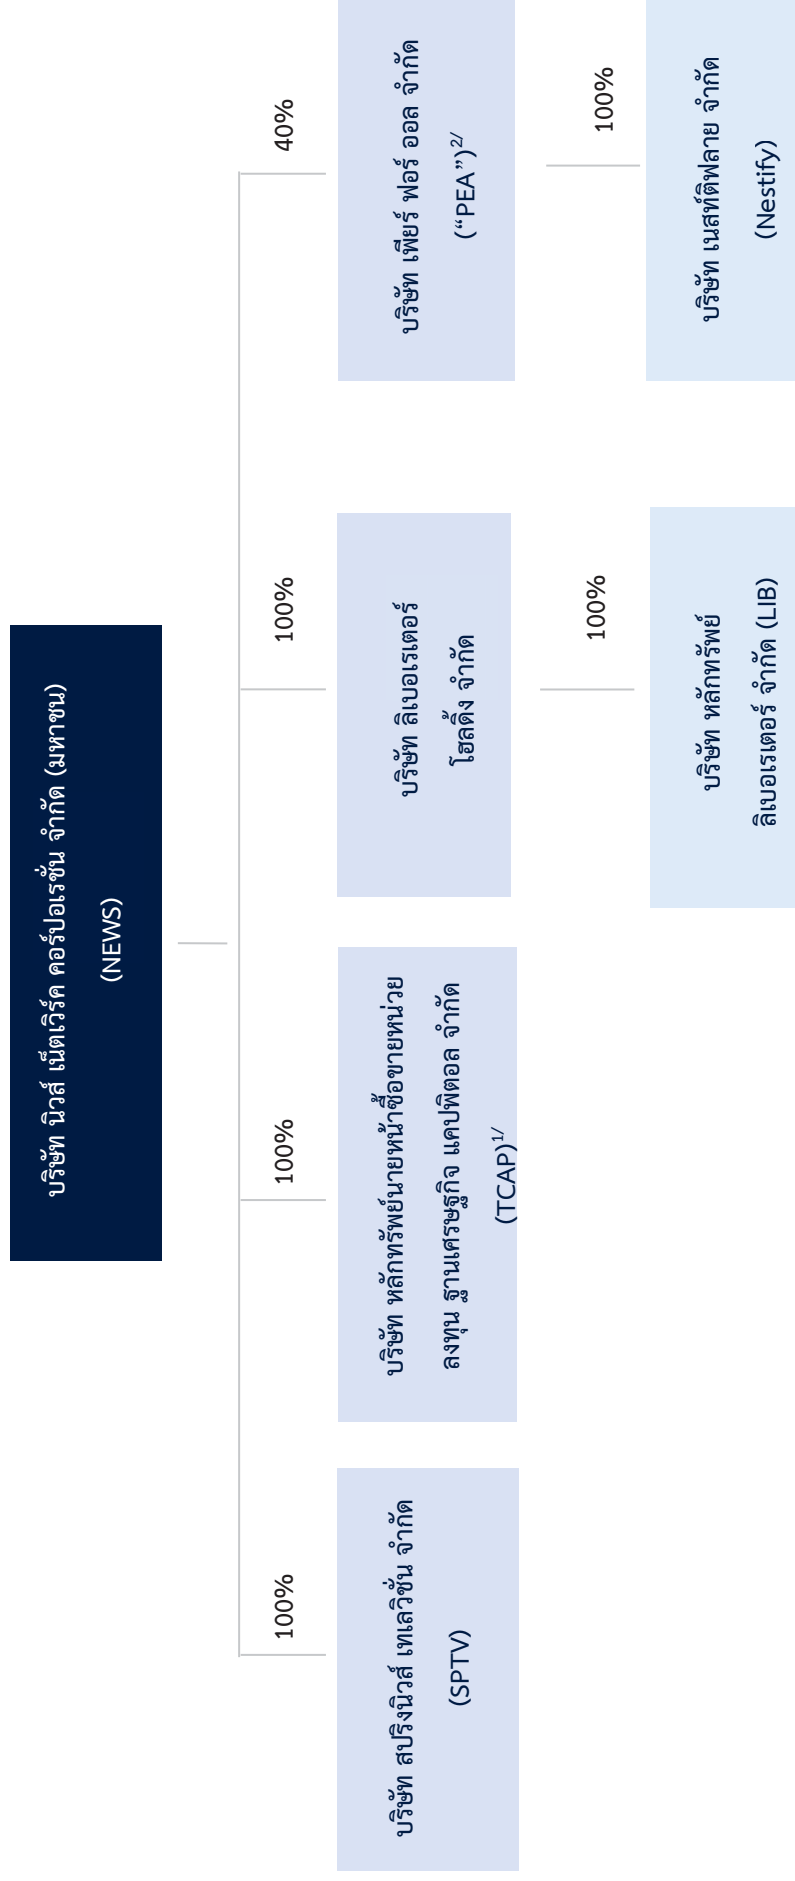 บริษัท นิวส์ เน็ตเวิร์ค คอร์ปอเรชั่น จำกัด (มหาชน)
(NEWS)
100%
100%
100%
40%
บริษัท สปริงนิวส์ เทเลวิชั่น จำกัด
(SPTV)
บริษัท หลักทรัพย์นายหน้าซื้อขายหน่วย
ลงทุน ฐานเศรษฐกิจ แคปปิตอล จำกัด
(TCAP)1/
บริษัท ลิเบอเรเตอร์
โฮลดิ้ง จำกัด
บริษัท เพียร์ ฟอร์ ออล จำกัด
(“PEA”)2/
100%
100%
บริษัท หลักทรัพย์
ลิเบอเรเตอร์ จำกัด (LIB)
บริษัท เนสท์ติฟลาย จำกัด
(Nestify)